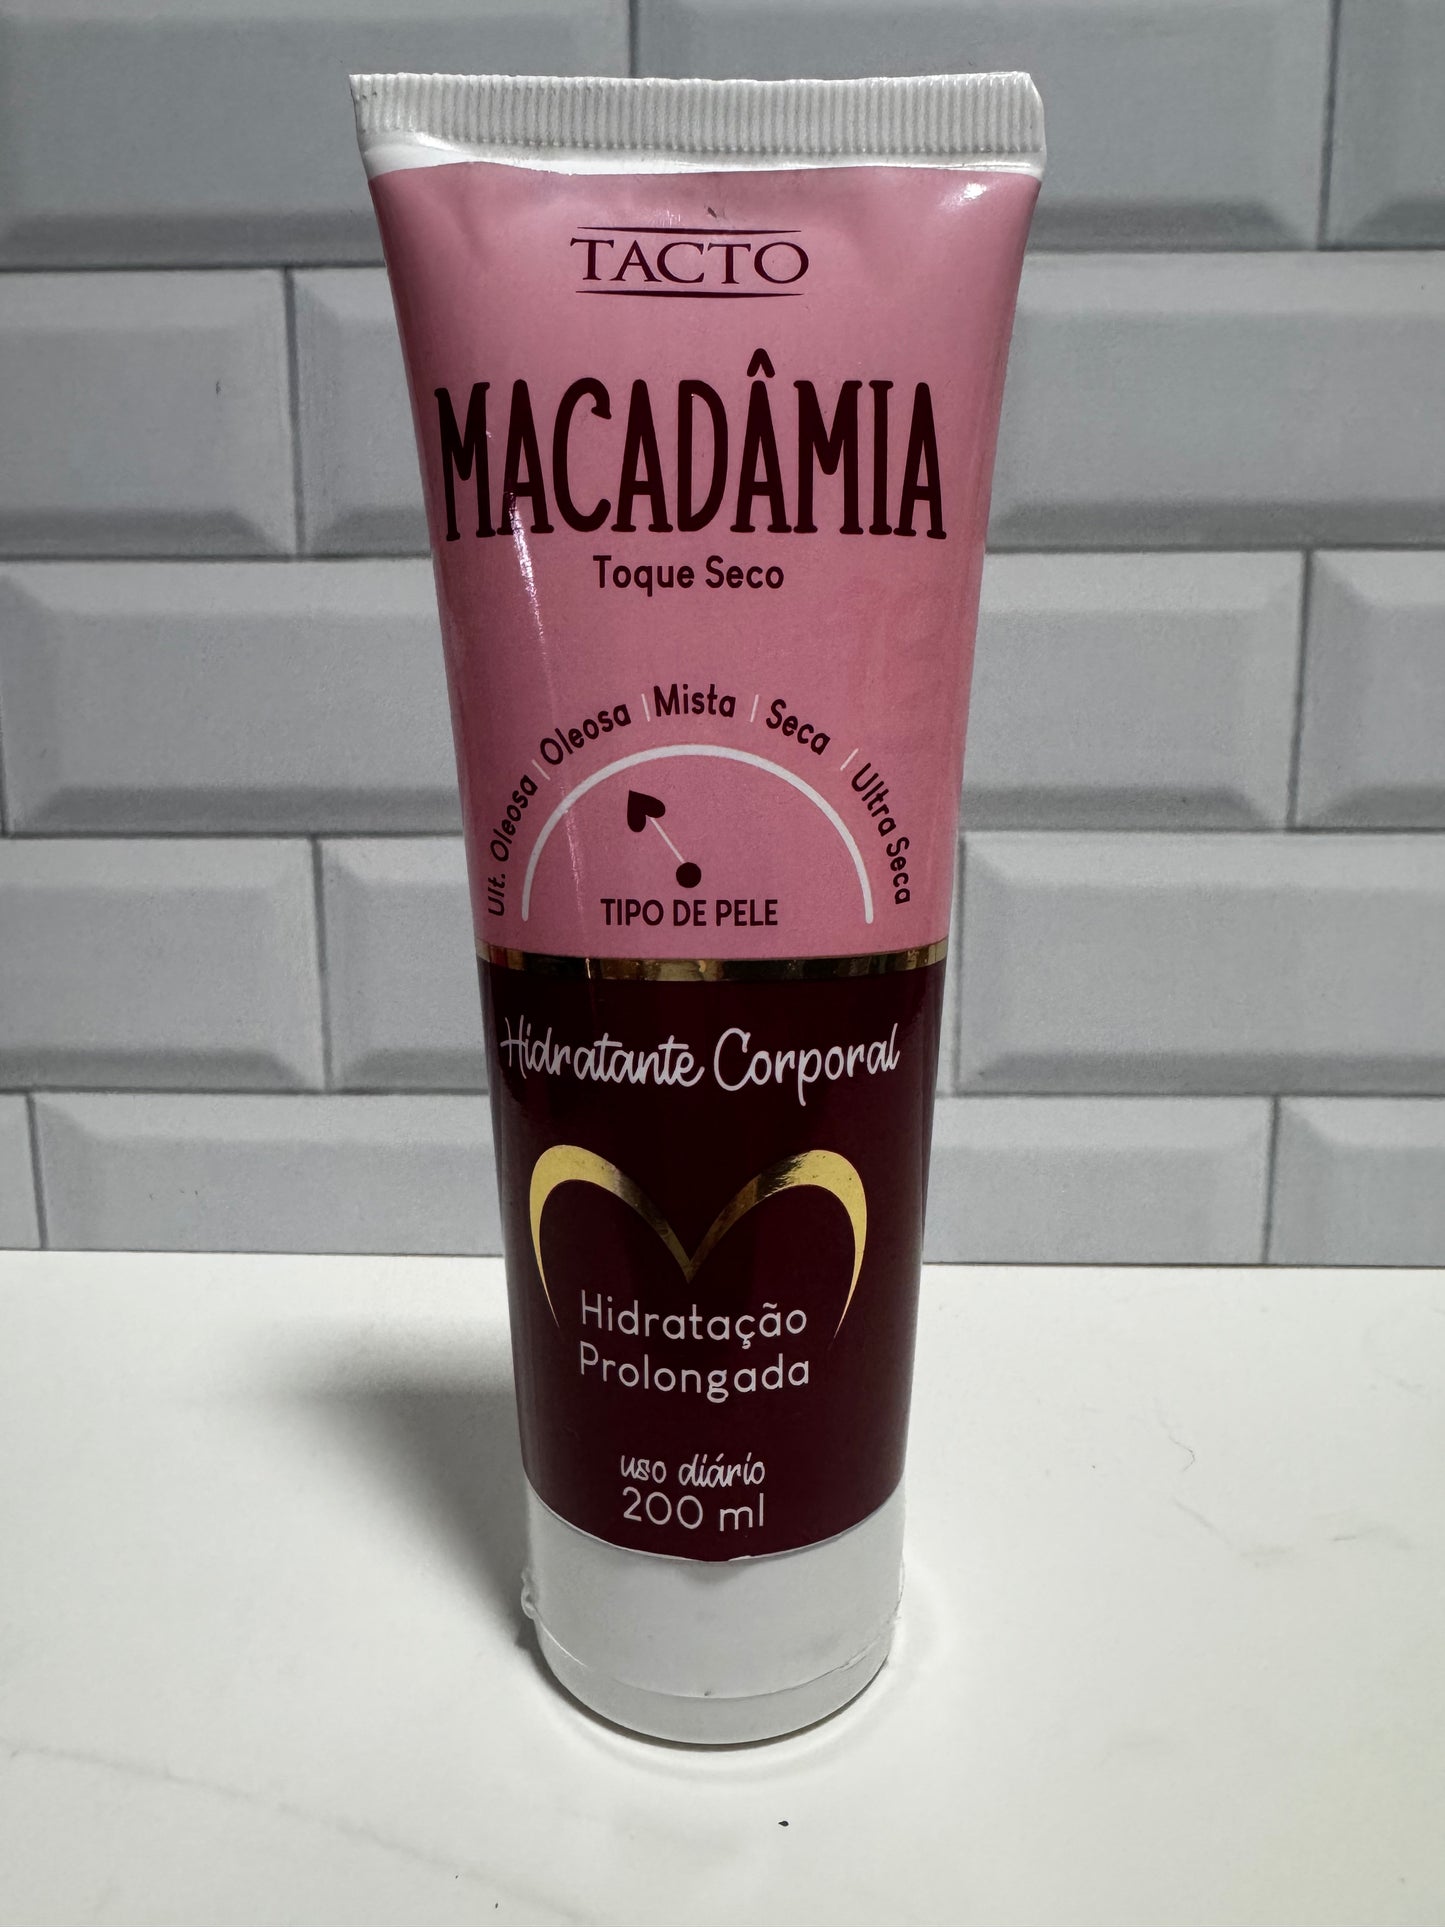 TACTO
MACADÂMIA
Toque Seco
Ult. Oleosa | Oleosa | Mista | Seca | Ultra Seca
TIPO DE PELE
Hidratante Corporal
Hidratação
Prolongada
uso diário
200 ml